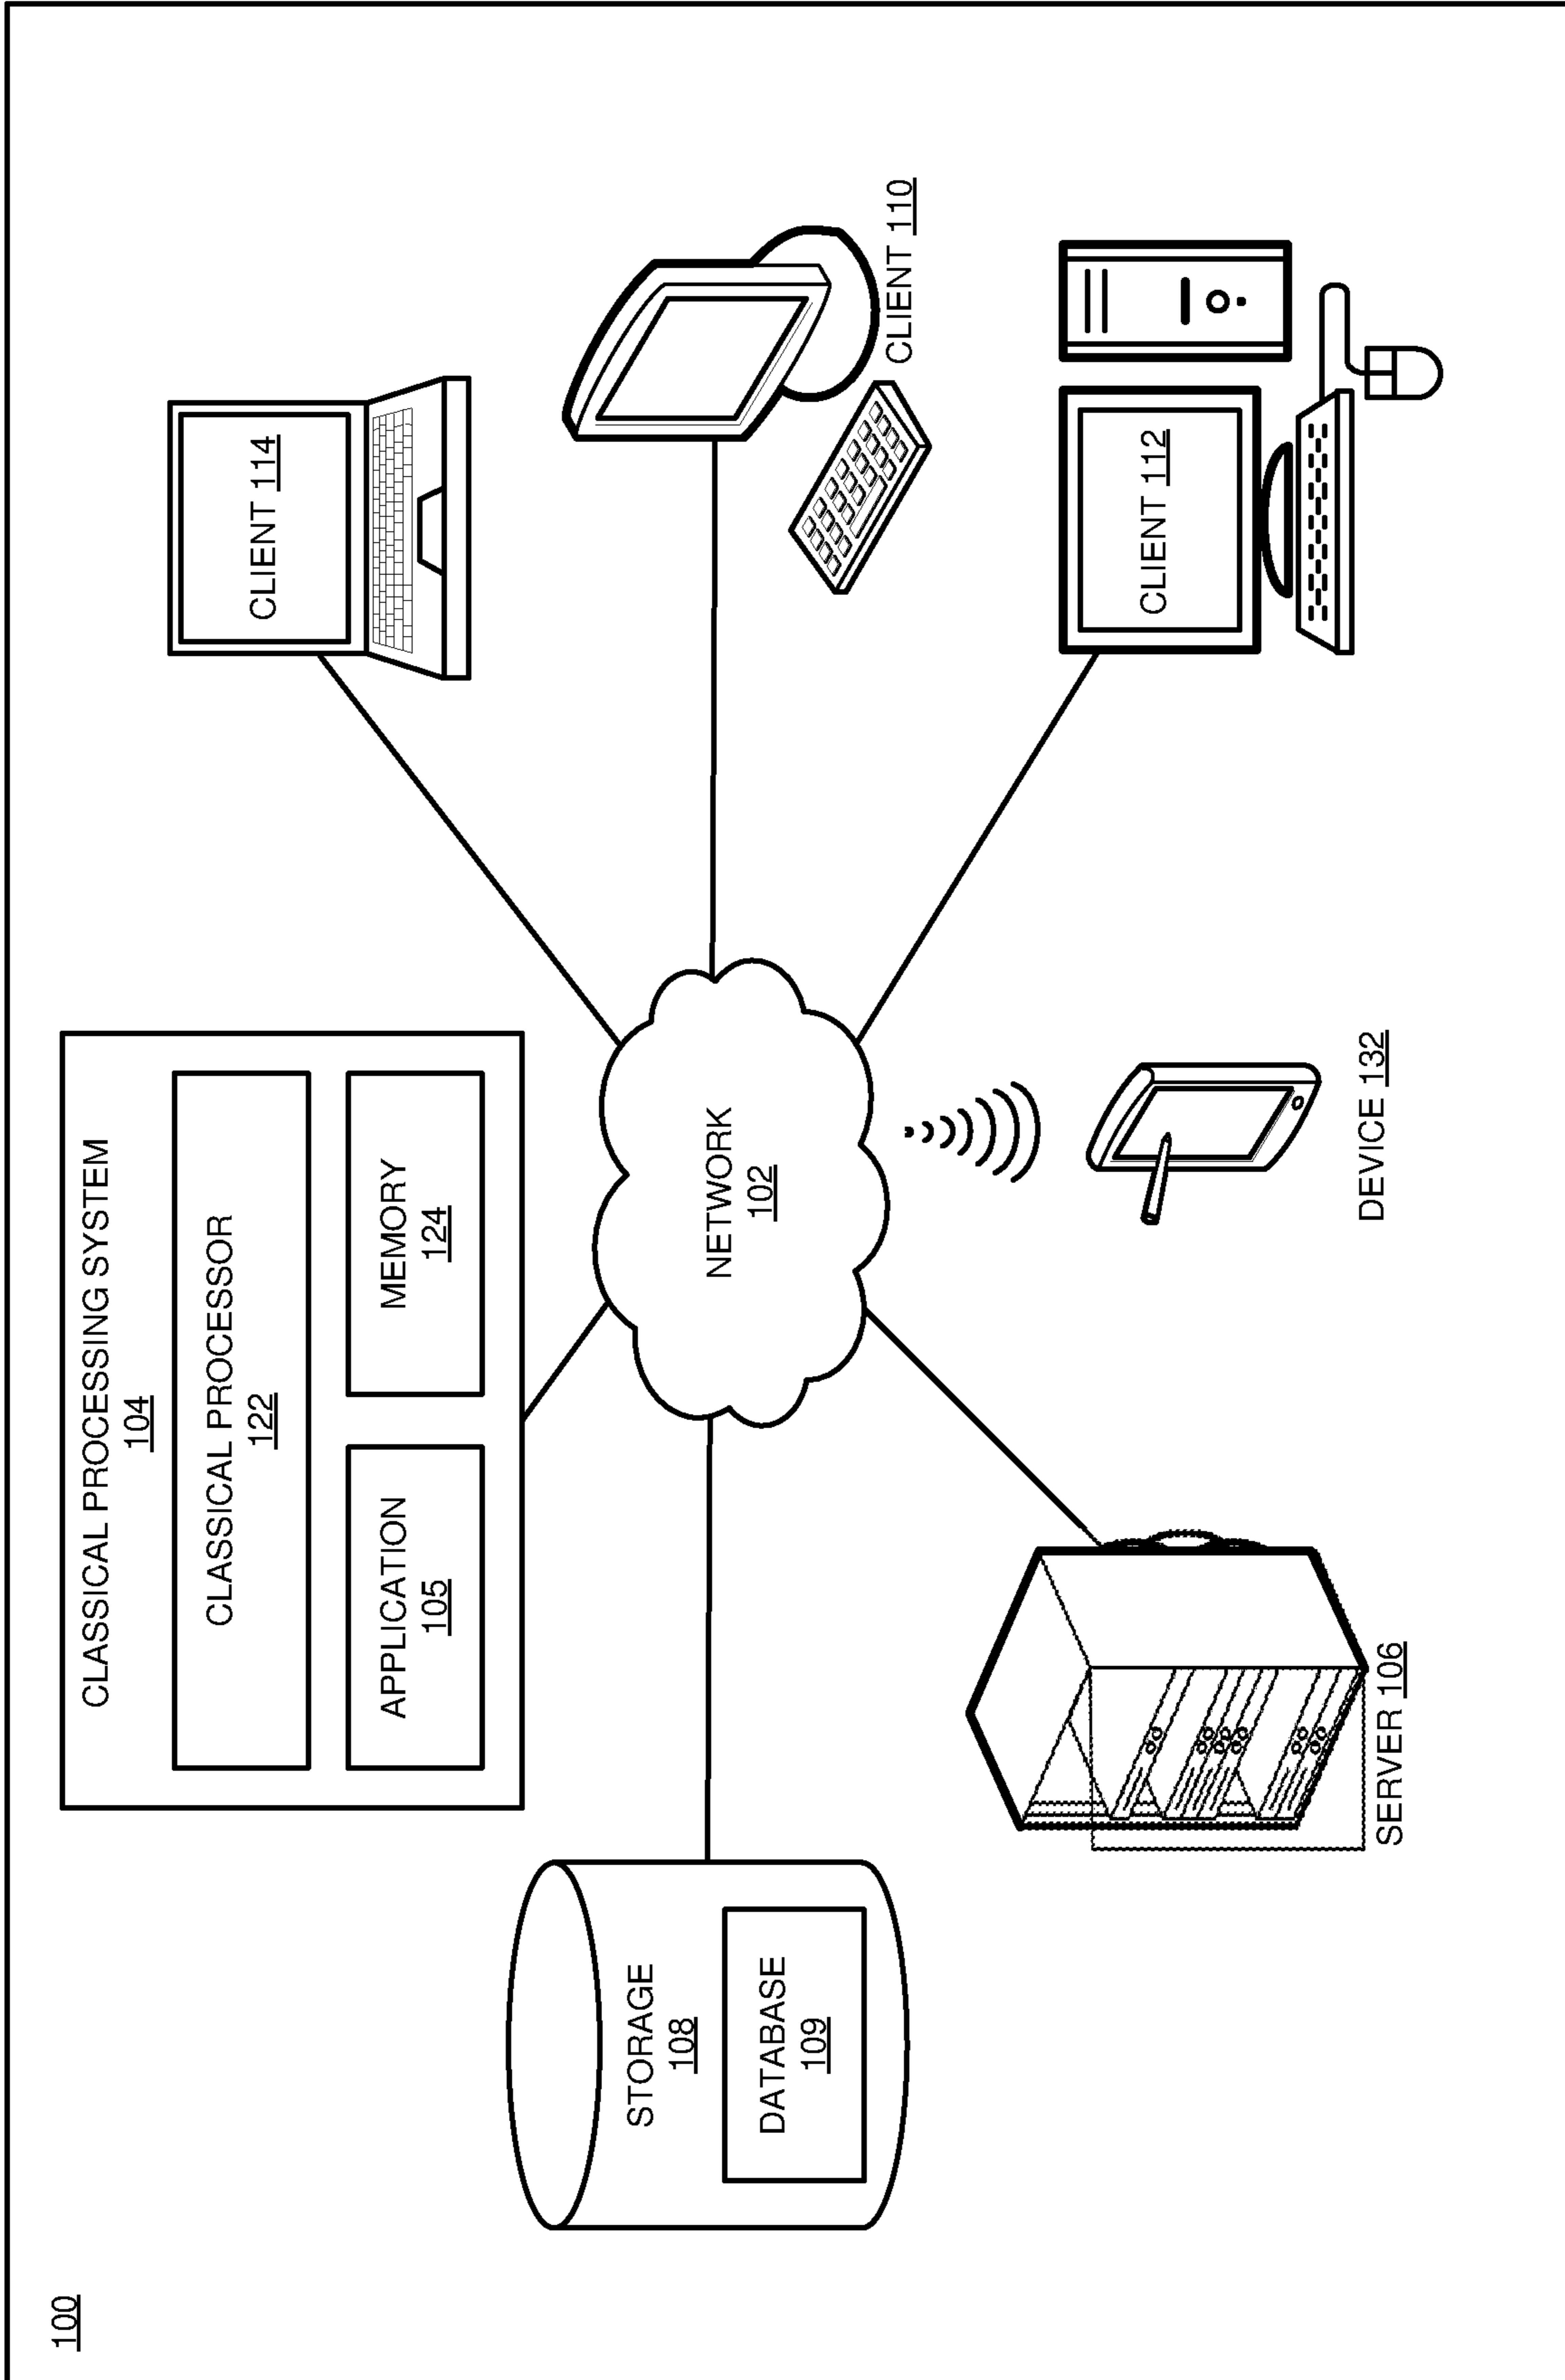 100
CLASSICAL PROCESSING SYSTEM
104
CLASSICAL PROCESSOR
122
APPLICATION
105
MEMORY
124
CLIENT 114
STORAGE
108
DATABASE
109
NETWORK
102
CLIENT 110
SERVER 106
DEVICE 132
CLIENT 112